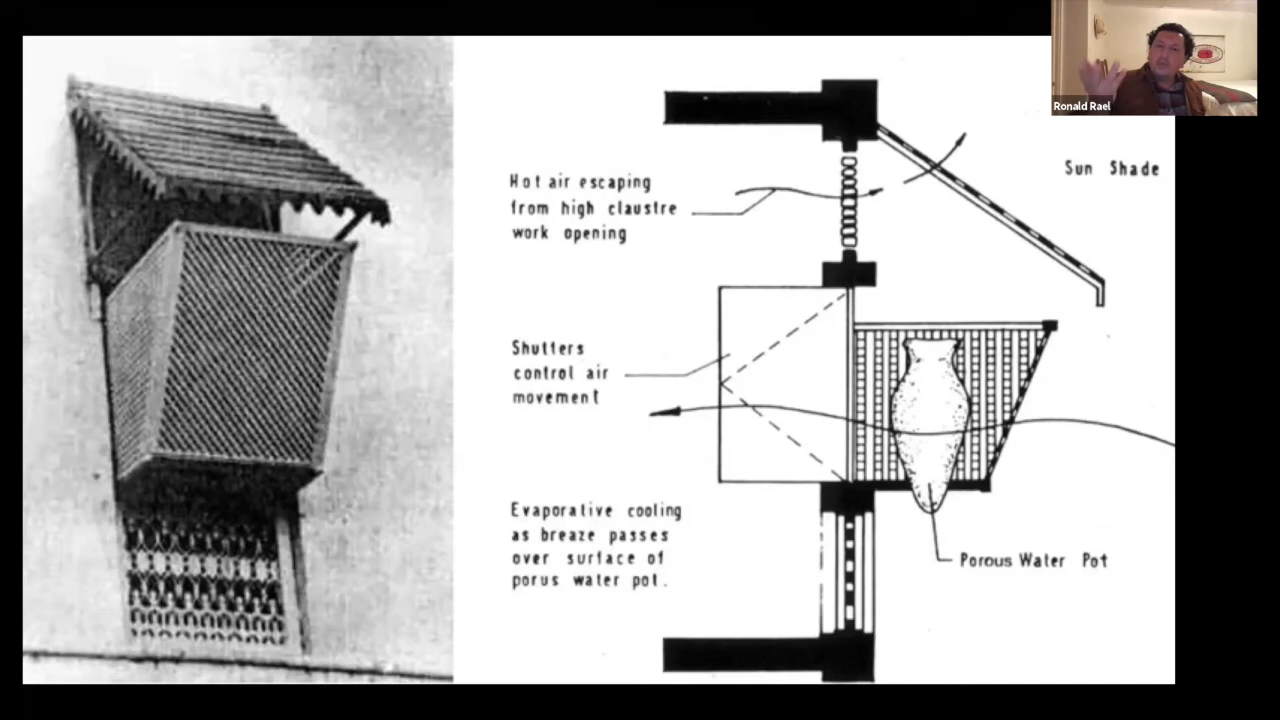 Ronald Rael
Sun Shade
Hot air escaping
from high claustre
work opening
Shutters
control air
movement
Evaporative cooling
as breaze passes
over surface of
porus water pot.
Porous Water Pot